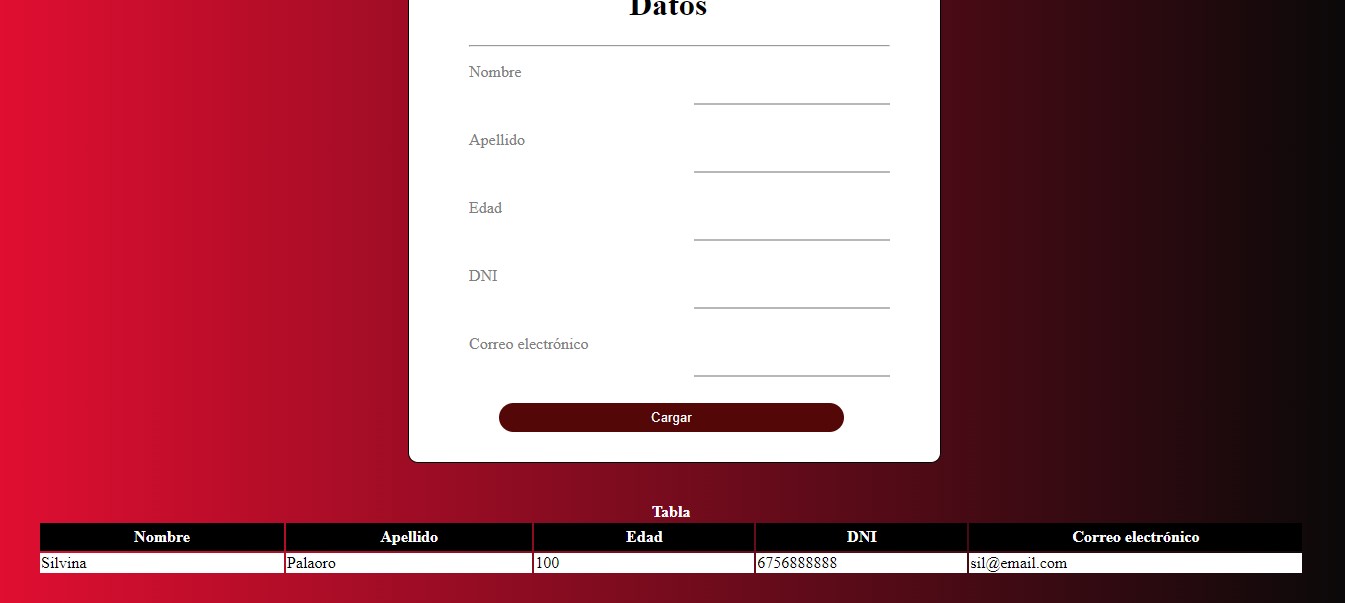 Datos
Nombre
Apellido
Edad
DNI
Correo electrónico
Cargar
Tabla
Nombre Apellido Edad DNI Correo electrónico
Silvina Palaoro 100 6756888888 sil@email.com